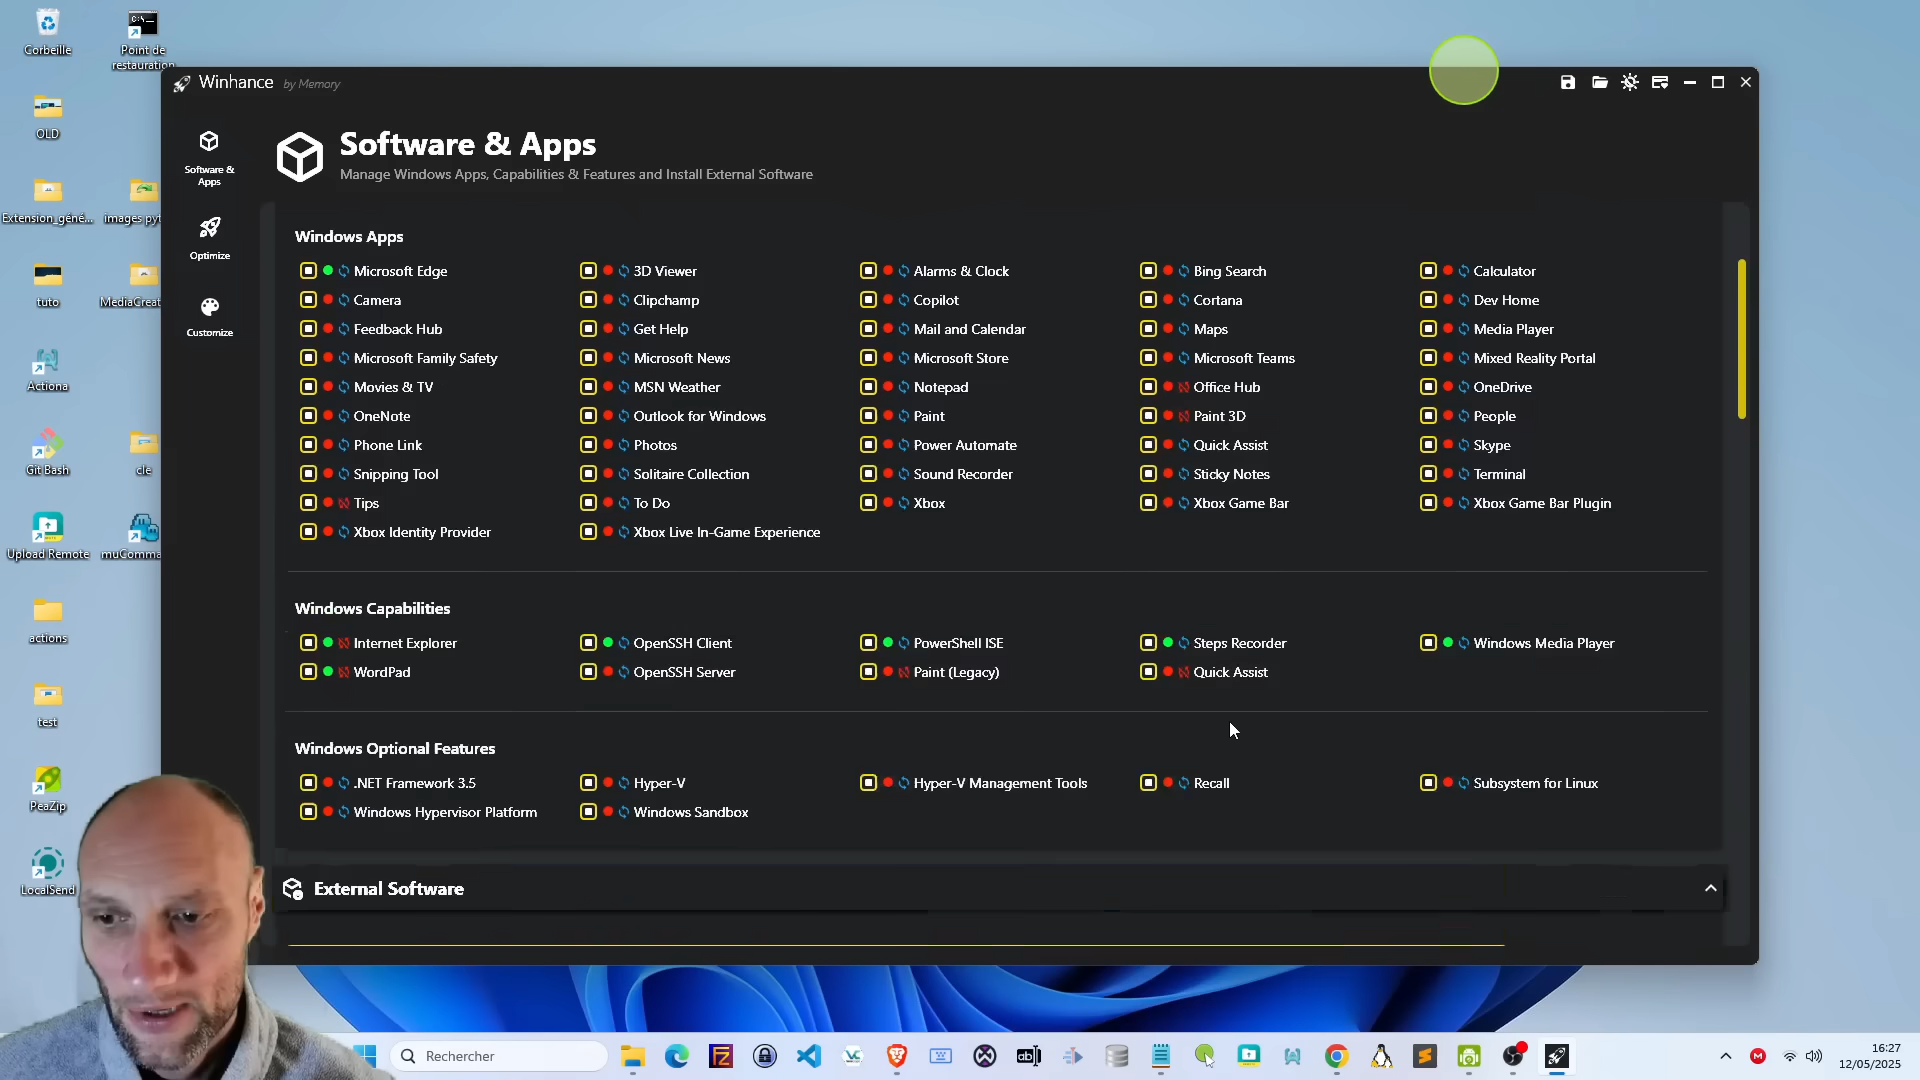 Corbeille
Point de
restauration
OLD
Extension_géné...
images pyt
tuto
MediaCreat
Actiona
Git Bash
cle
Upload Remote
muComma
actions
test
PeaZip
LocalSend
Winhance by Memory
Software &
Apps
Optimize
Customize
Software & Apps
Manage Windows Apps, Capabilities & Features and Install External Software
Windows Apps
Microsoft Edge 3D Viewer Alarms & Clock Bing Search Calculator
Camera Clipchamp Copilot Cortana Dev Home
Feedback Hub Get Help Mail and Calendar Maps Media Player
Microsoft Family Safety Microsoft News Microsoft Store Microsoft Teams Mixed Reality Portal
Movies & TV MSN Weather Notepad Office Hub OneDrive
OneNote Outlook for Windows Paint Paint 3D People
Phone Link Photos Power Automate Quick Assist Skype
Snipping Tool Solitaire Collection Sound Recorder Sticky Notes Terminal
Tips To Do Xbox Xbox Game Bar Xbox Game Bar Plugin
Xbox Identity Provider Xbox Live In-Game Experience
Windows Capabilities
Internet Explorer OpenSSH Client PowerShell ISE Steps Recorder Windows Media Player
WordPad OpenSSH Server Paint (Legacy) Quick Assist
Windows Optional Features
.NET Framework 3.5 Hyper-V Hyper-V Management Tools Recall Subsystem for Linux
Windows Hypervisor Platform Windows Sandbox
External Software
Rechercher
16:27
12/05/2025